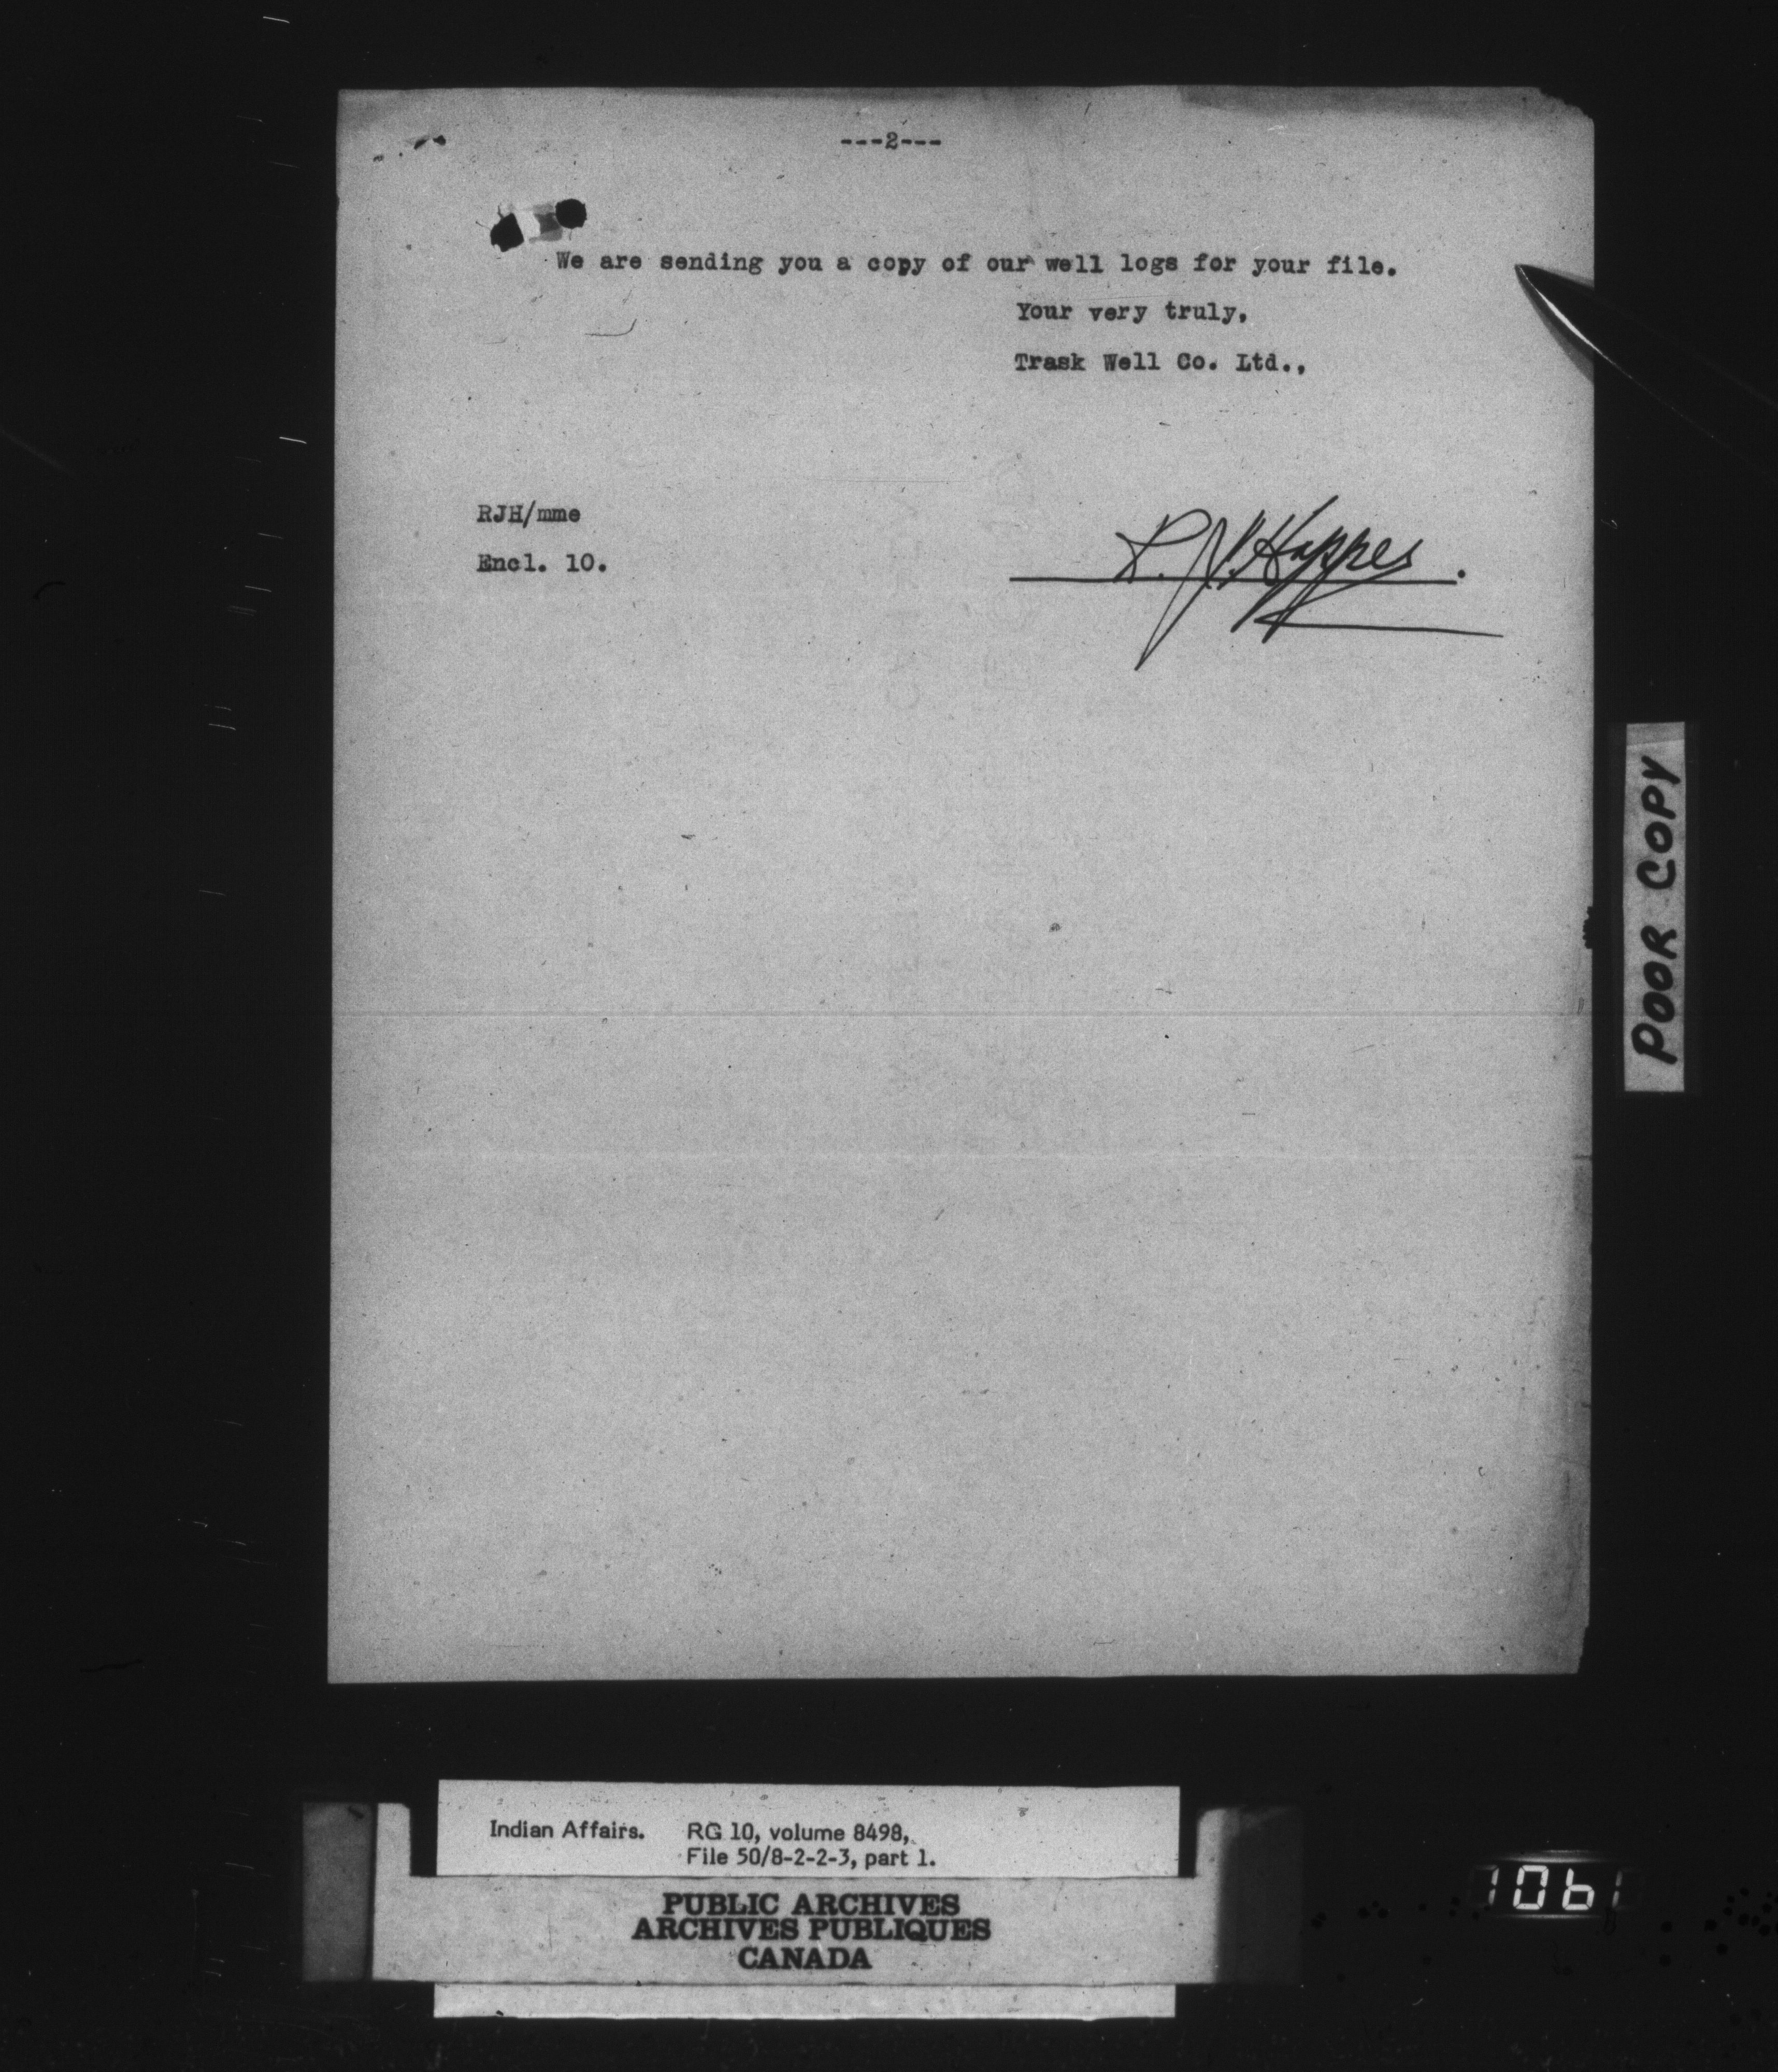 ---2---
We are sending you a copy of our well logs for your file.
Your very truly,
Trask Well Co. Ltd.,
RJH/mme
Encl. 10.
R. J. Happes.
POOR COPY
Indian Affairs. RG 10, volume 8498,
File 50/8-2-2-3, part 1.
PUBLIC ARCHIVES
ARCHIVES PUBLIQUES
CANADA
1061